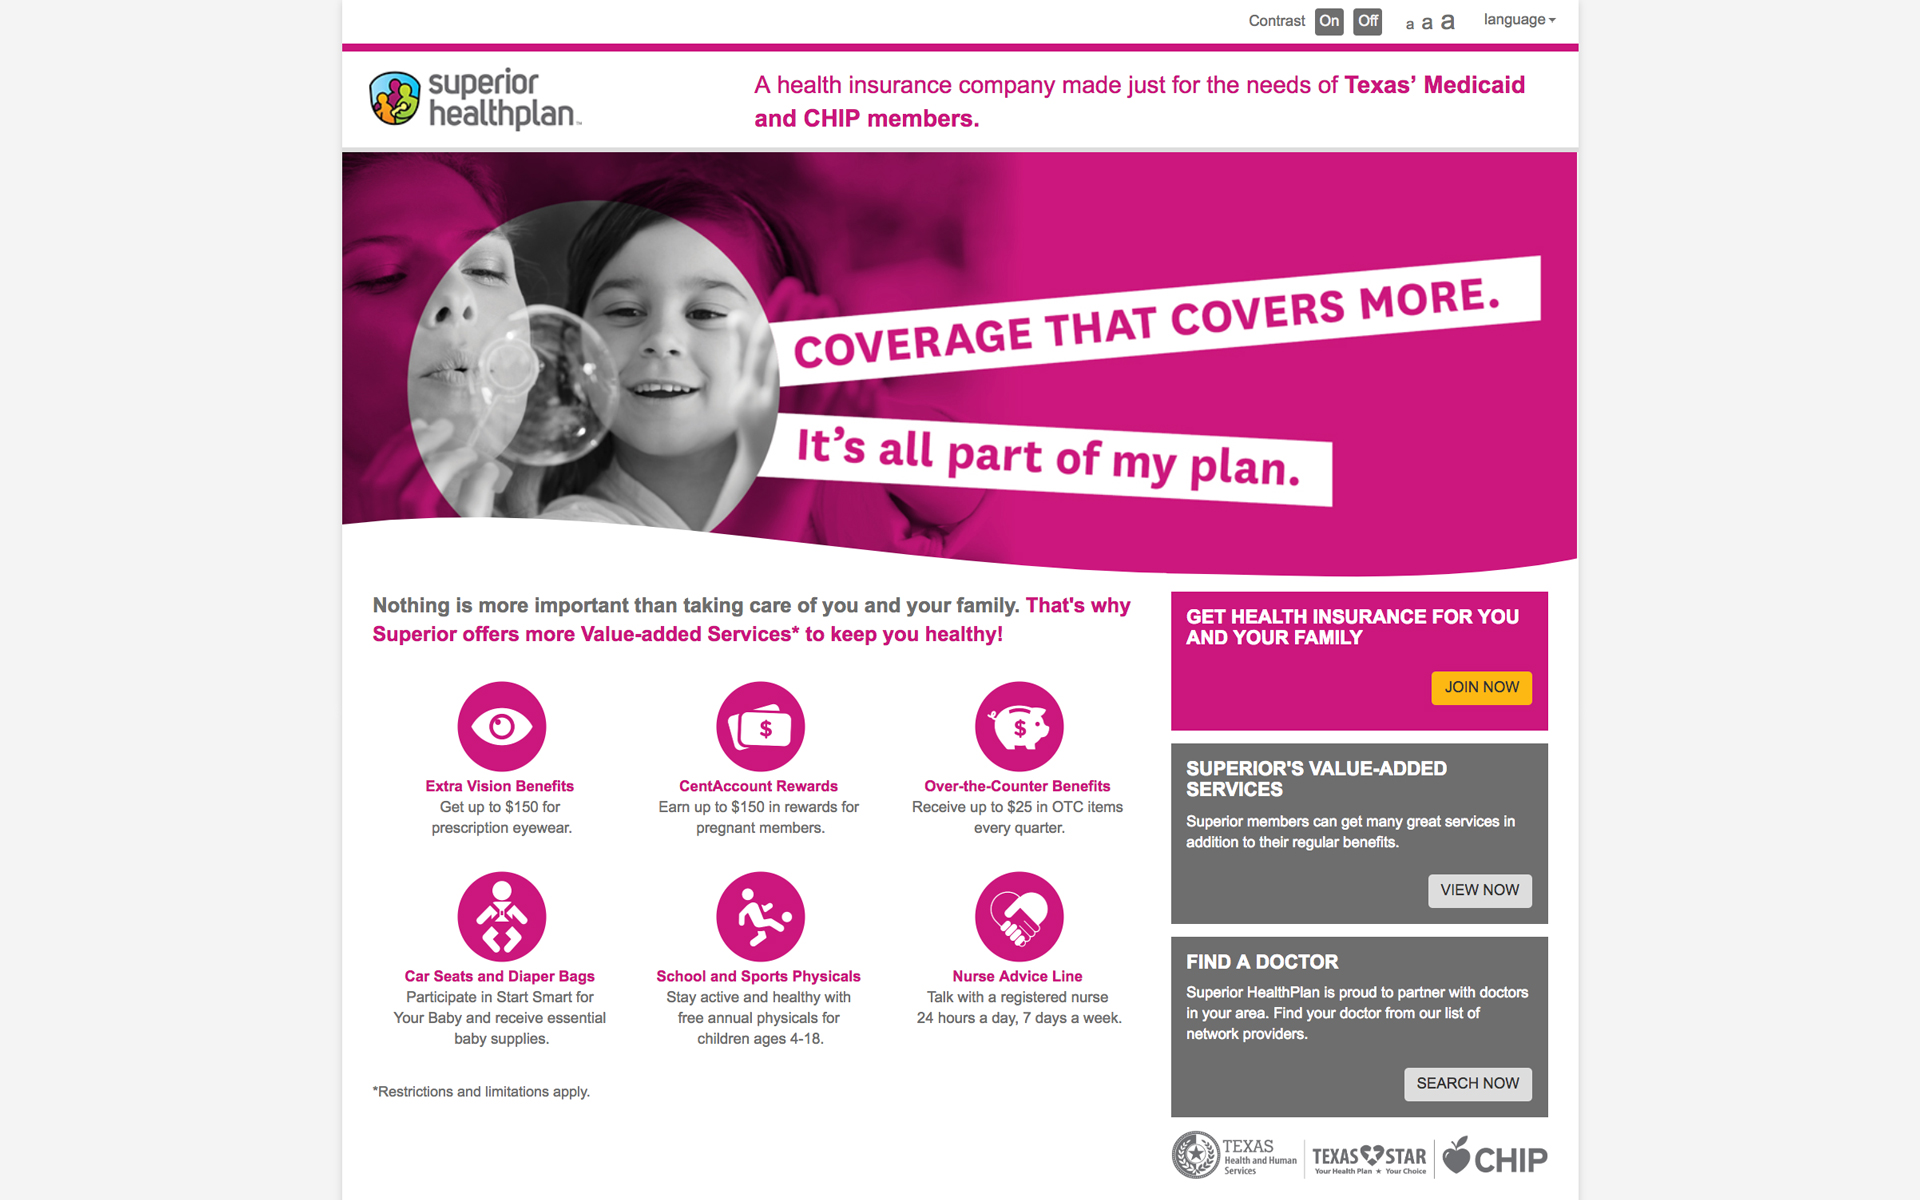 Contrast On Off a a a language
superior
healthplan™
A health insurance company made just for the needs of Texas’ Medicaid
and CHIP members.
COVERAGE THAT COVERS MORE.
It’s all part of my plan.
Nothing is more important than taking care of you and your family. That's why
Superior offers more Value-added Services* to keep you healthy!
$
Extra Vision Benefits
Get up to $150 for
prescription eyewear.
CentAccount Rewards
Earn up to $150 in rewards for
pregnant members.
$
Over-the-Counter Benefits
Receive up to $25 in OTC items
every quarter.
Car Seats and Diaper Bags
Participate in Start Smart for
Your Baby and receive essential
baby supplies.
School and Sports Physicals
Stay active and healthy with
free annual physicals for
children ages 4-18.
Nurse Advice Line
Talk with a registered nurse
24 hours a day, 7 days a week.
*Restrictions and limitations apply.
GET HEALTH INSURANCE FOR YOU
AND YOUR FAMILY
JOIN NOW
SUPERIOR'S VALUE-ADDED
SERVICES
Superior members can get many great services in
addition to their regular benefits.
VIEW NOW
FIND A DOCTOR
Superior HealthPlan is proud to partner with doctors
in your area. Find your doctor from our list of
network providers.
SEARCH NOW
TEXAS
Health and Human
Services
TEXAS STAR
Your Health Plan ★ Your Choice
CHIP